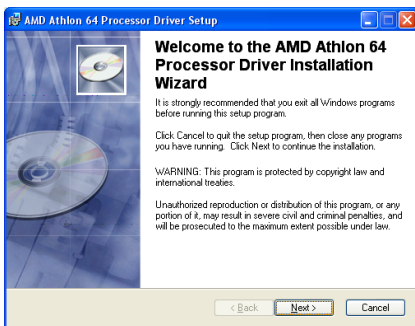 AMD Athlon 64 Processor Driver Setup
Welcome to the AMD Athlon 64
Processor Driver Installation
Wizard
It is strongly recommended that you exit all Windows programs
before running this setup program.
Click Cancel to quit the setup program, then close any programs
you have running. Click Next to continue the installation.
WARNING: This program is protected by copyright law and
international treaties.
Unauthorized reproduction or distribution of this program, or any
portion of it, may result in severe civil and criminal penalties, and
will be prosecuted to the maximum extent possible under law.
< Back Next > Cancel